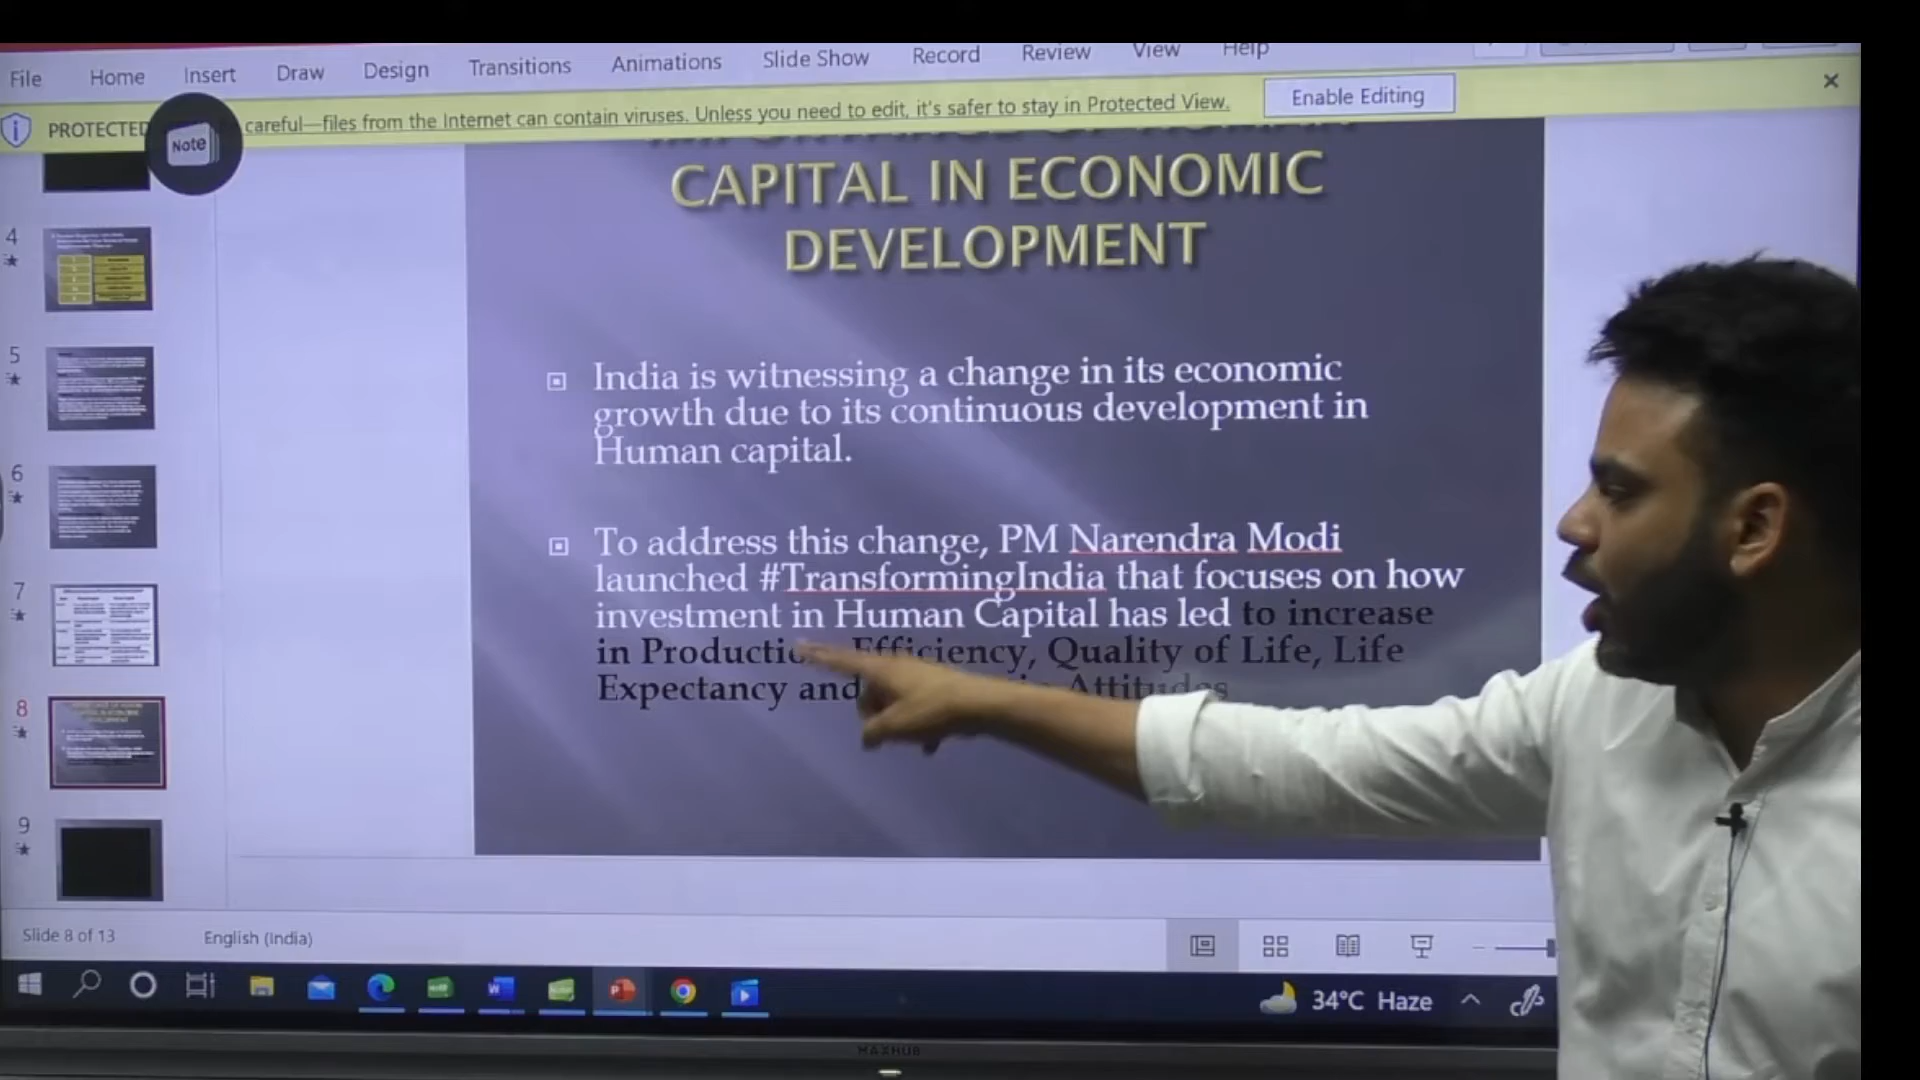 File Home Insert Draw Design Transitions Animations Slide Show Record Review View Help
PROTECTED careful—files from the Internet can contain viruses. Unless you need to edit, it's safer to stay in Protected View. Enable Editing
Note
CAPITAL IN ECONOMIC
DEVELOPMENT
India is witnessing a change in its economic
growth due to its continuous development in
Human capital.
To address this change, PM Narendra Modi
launched #TransformingIndia that focuses on how
investment in Human Capital has led to increase
in Production Efficiency, Quality of Life, Life
Expectancy and Attitudes
4
5
6
7
8
9
Slide 8 of 13 English (India)
34°C Haze
MAXHUB